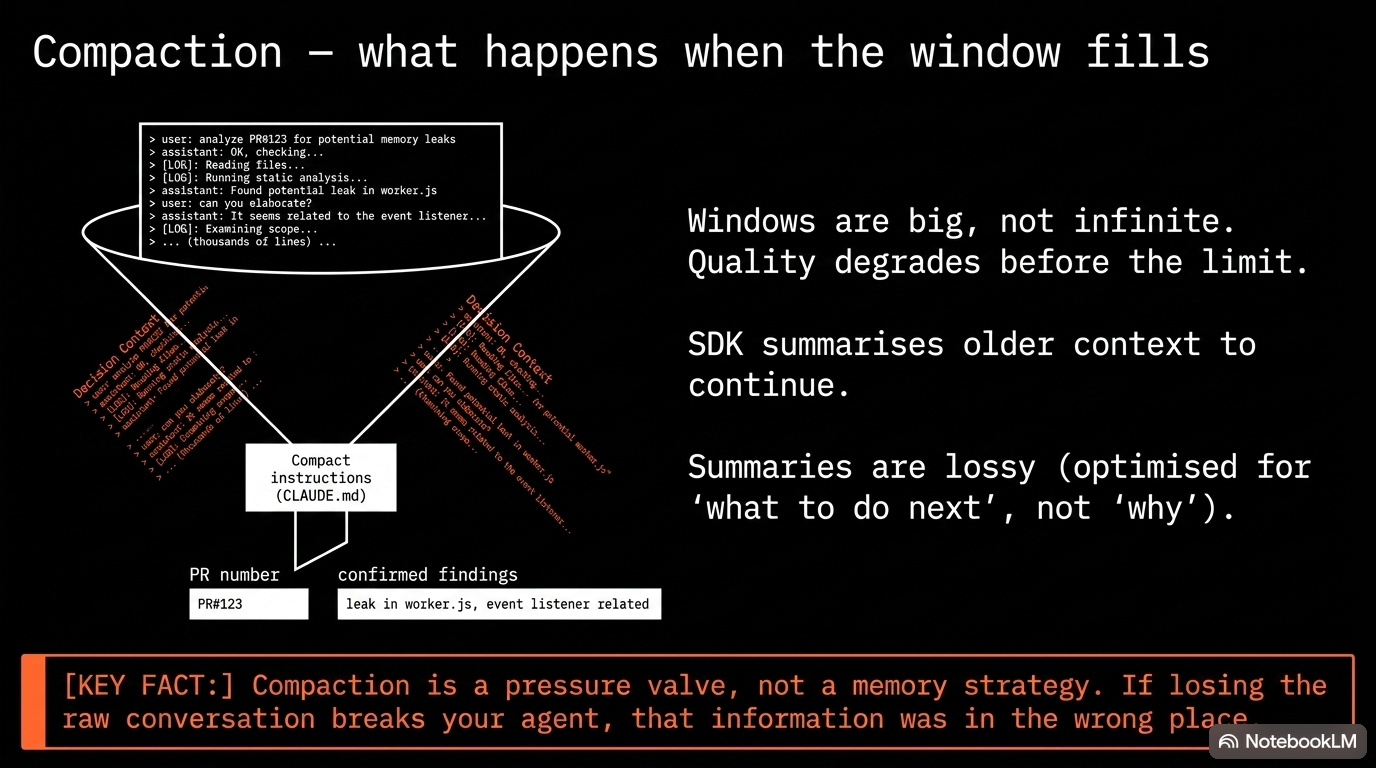 Compaction – what happens when the window fills
> user: analyze PR#123 for potential memory leaks
> assistant: OK, checking...
> [LOG]: Reading files...
> [LOG]: Running static analysis...
> assistant: Found potential leak in worker.js
> user: can you elabocate?
> assistant: It seems related to the event listener...
> [LOG]: Examining scope...
> ... (thousands of lines) ...
Decision Context
Decision Context
Compact
instructions
(CLAUDE.md)
PR number
PR#123
confirmed findings
leak in worker.js, event listener related
Windows are big, not infinite.
Quality degrades before the limit.
SDK summarises older context to
continue.
Summaries are lossy (optimised for
‘what to do next’, not ‘why’).
[KEY FACT:] Compaction is a pressure valve, not a memory strategy. If losing the
raw conversation breaks your agent, that information was in the wrong place.
NotebookLM